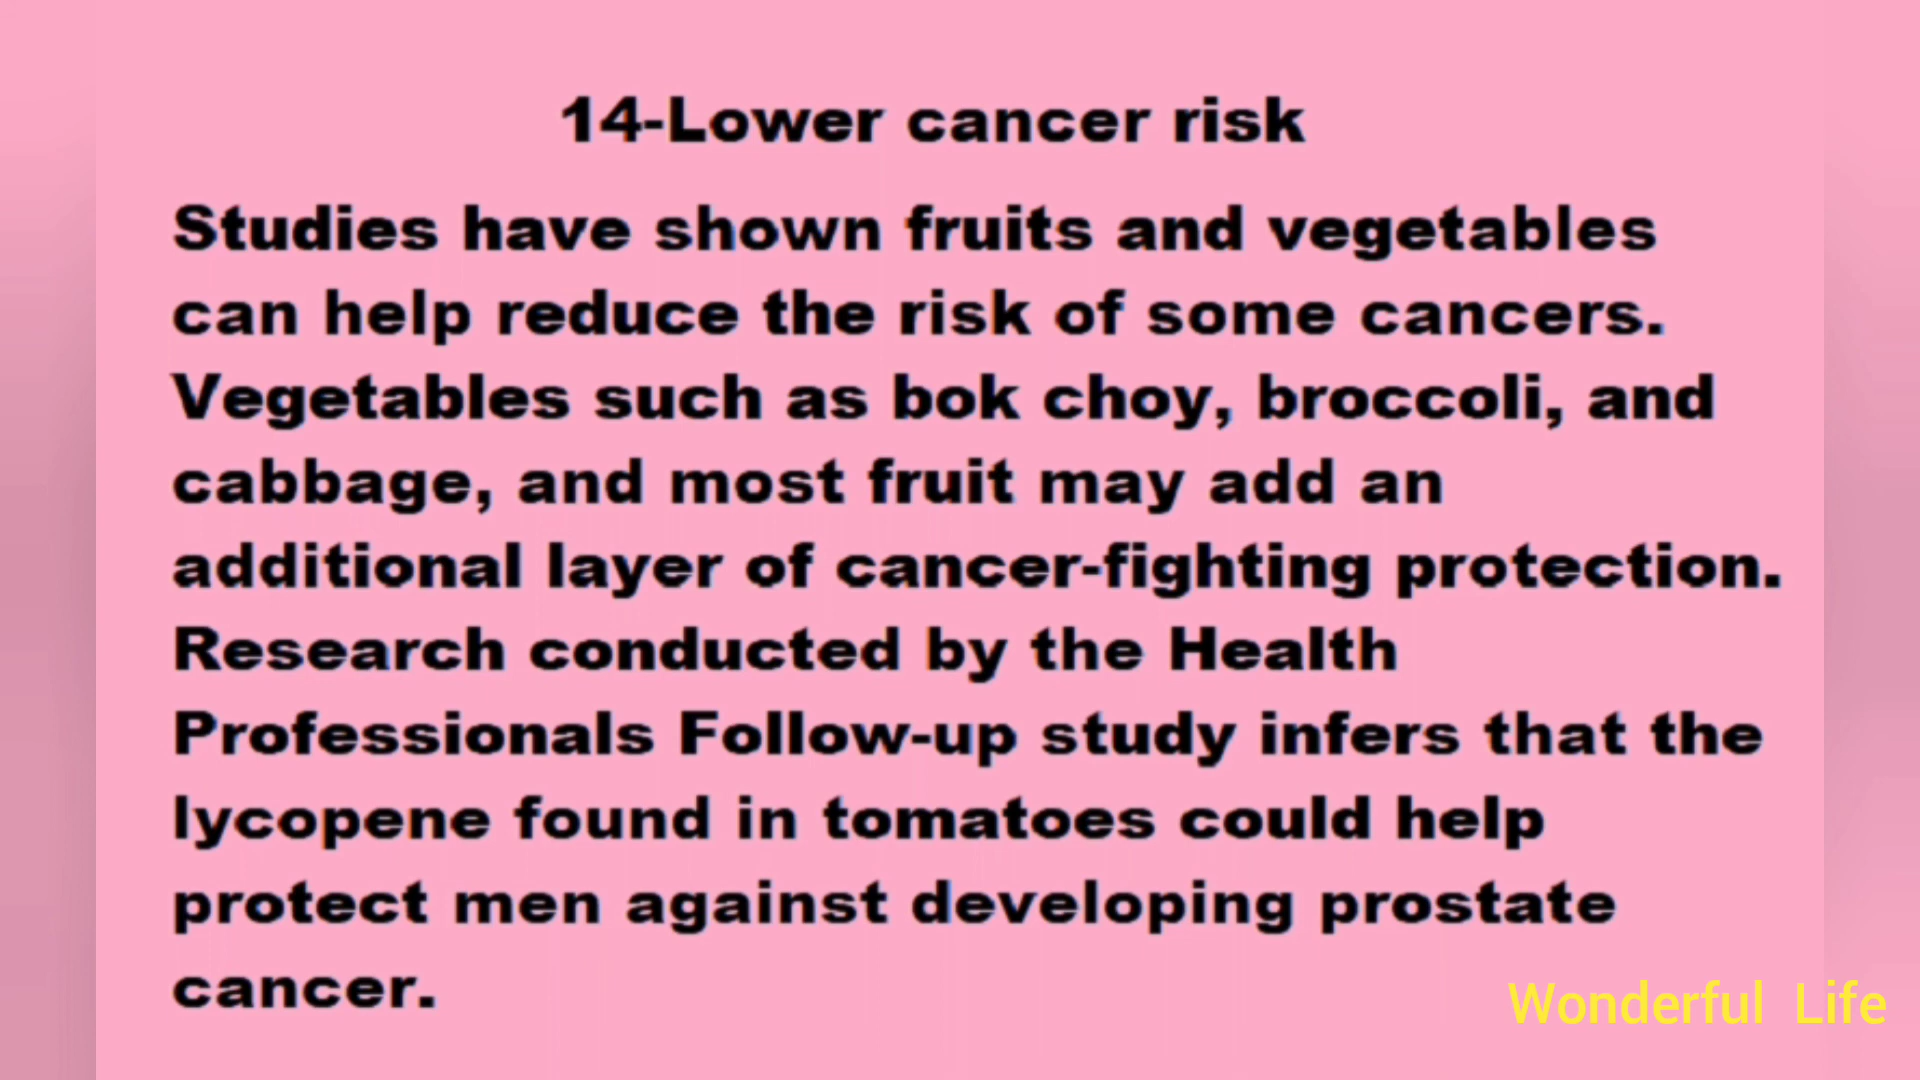 14-Lower cancer risk
Studies have shown fruits and vegetables
can help reduce the risk of some cancers.
Vegetables such as bok choy, broccoli, and
cabbage, and most fruit may add an
additional layer of cancer-fighting protection.
Research conducted by the Health
Professionals Follow-up study infers that the
lycopene found in tomatoes could help
protect men against developing prostate
cancer.
Wonderful Life